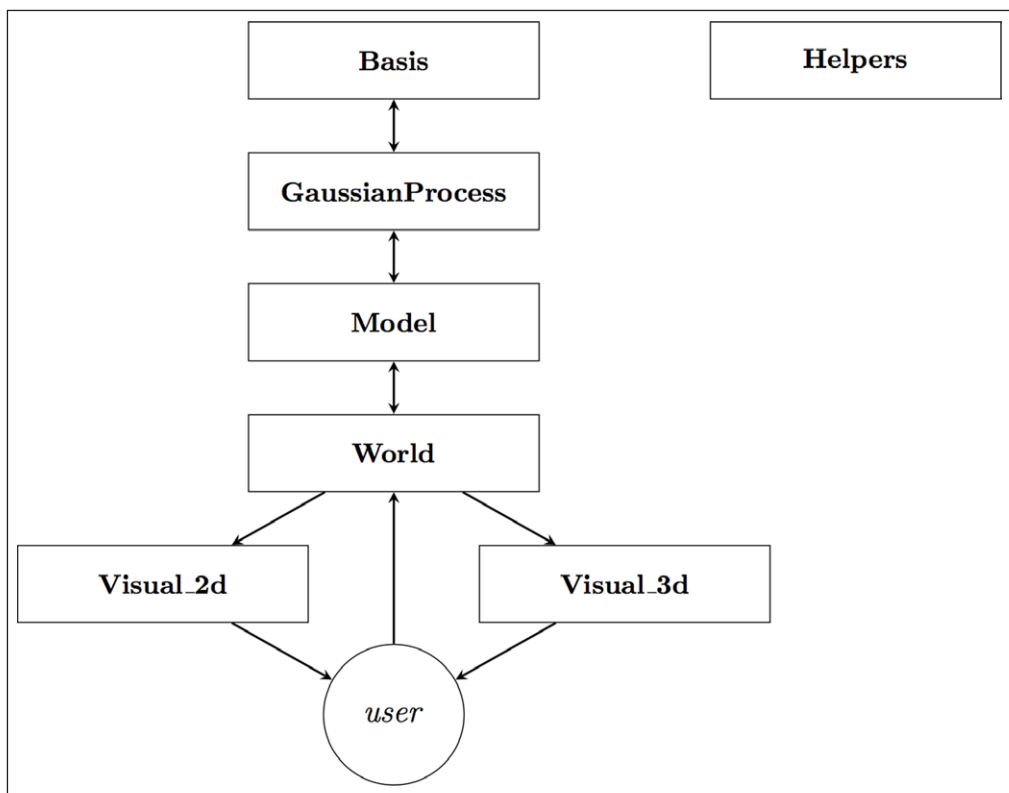 Basis
Helpers
GaussianProcess
Model
World
Visual_2d
Visual_3d
user